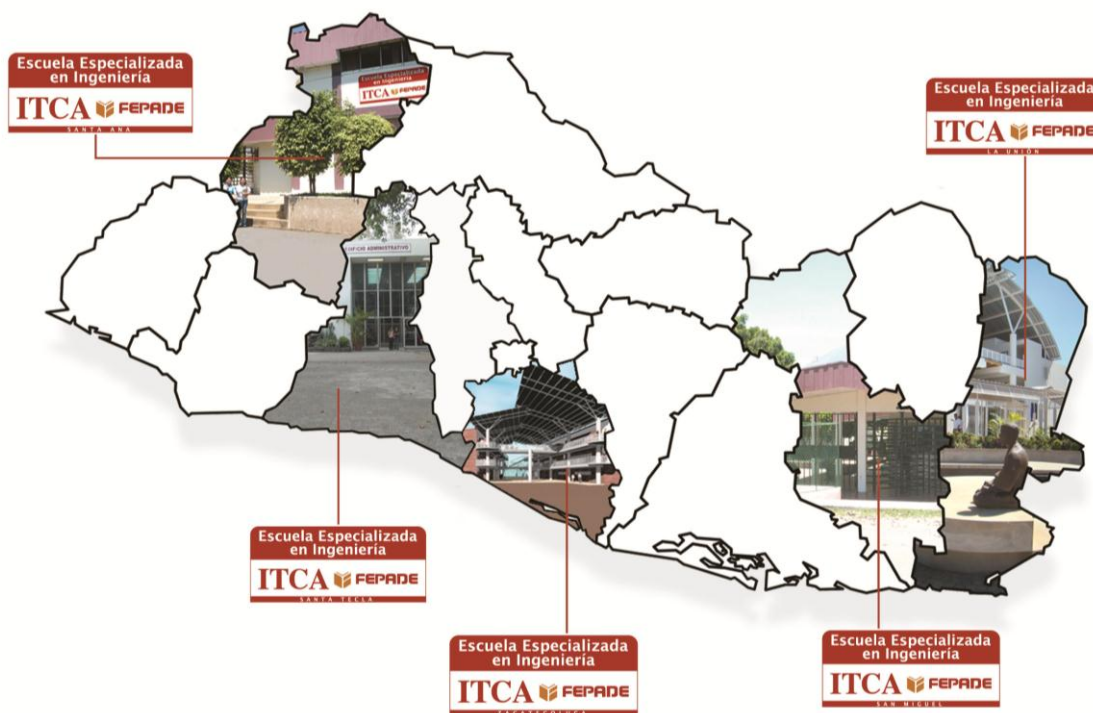 Escuela Especializada
en Ingeniería
ITCA FEPADE
SANTA ANA
Escuela Especializada
en Ingeniería
ITCA FEPADE
Escuela Especializada
en Ingeniería
ITCA FEPADE
LA UNIÓN
EDIFICIO ADMINISTRATIVO
Escuela Especializada
en Ingeniería
ITCA FEPADE
SANTA TECLA
Escuela Especializada
en Ingeniería
ITCA FEPADE
Escuela Especializada
en Ingeniería
ITCA FEPADE
SAN MIGUEL